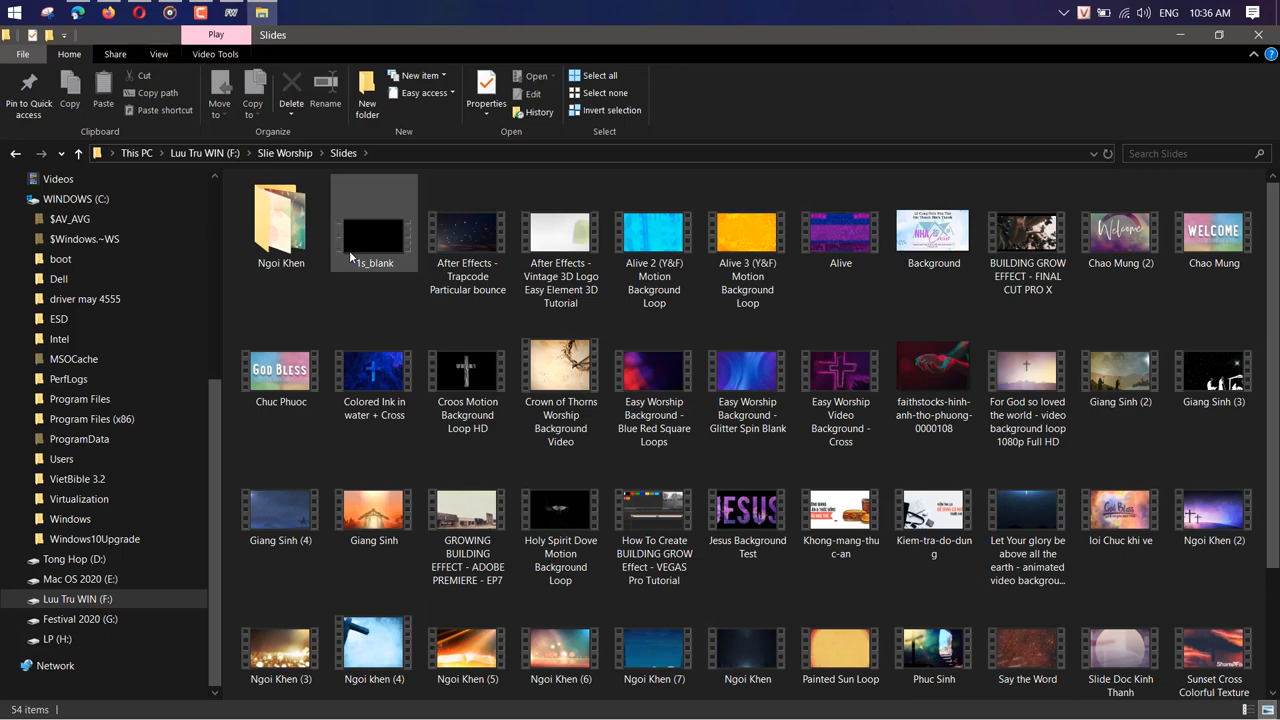 FW
V
ENG
10:36 AM
Play
Slides
File
Home
Share
View
Video Tools
Pin to Quick
access
Copy
Paste
Cut
Copy path
Paste shortcut
Clipboard
Move
to
Copy
to
Delete
Rename
Organize
New
folder
New item
Easy access
New
Properties
Open
Edit
History
Open
Select all
Select none
Invert selection
Select
This PC
Luu Tru WIN (F:)
Slie Worship
Slides
Search Slides
Videos
WINDOWS (C:)
$AV_AVG
$Windows.~WS
boot
Dell
driver may 4555
ESD
Intel
MSOCache
PerfLogs
Program Files
Program Files (x86)
ProgramData
Users
VietBible 3.2
Virtualization
Windows
Windows10Upgrade
Tong Hop (D:)
Mac OS 2020 (E:)
Luu Tru WIN (F:)
Festival 2020 (G:)
LP (H:)
Network
Ngoi Khen
1s_blank
After Effects -
Trapcode
Particular bounce
After Effects -
Vintage 3D Logo
Easy Element 3D
Tutorial
Alive 2 (Y&F)
Motion
Background
Loop
Alive 3 (Y&F)
Motion
Background
Loop
Alive
Background
BUILDING GROW
EFFECT - FINAL
CUT PRO X
Welcome
Chao Mung (2)
WELCOME
Chao Mung
GOD BLESS
Chuc Phuoc
Colored Ink in
water + Cross
Croos Motion
Background
Loop HD
Crown of Thorns
Worship
Background
Video
Easy Worship
Background -
Blue Red Square
Loops
Easy Worship
Background -
Glitter Spin Blank
Easy Worship
Video
Background -
Cross
faithstocks-hinh-
anh-tho-phuong-
0000108
For God so loved
the world - video
background loop
1080p Full HD
Giang Sinh (2)
Giang Sinh (3)
Giang Sinh (4)
Giang Sinh
GROWING
BUILDING
EFFECT - ADOBE
PREMIERE - EP7
Holy Spirit Dove
Motion
Background
Loop
How To Create
BUILDING GROW
Effect - VEGAS
Pro Tutorial
JESUS
Jesus Background
Test
Khong-mang-thu
c-an
Kiem-tra-do-dun
g
Let Your glory be
above all the
earth - animated
video backgrou...
God Bless
loi Chuc khi ve
Ngoi Khen (2)
Ngoi Khen (3)
Ngoi khen (4)
Ngoi Khen (5)
Ngoi Khen (6)
Ngoi Khen (7)
Ngoi Khen
Painted Sun Loop
Phuc Sinh
Say the Word
Slide Doc Kinh
Thanh
Sunset Cross
Colorful Texture
54 items